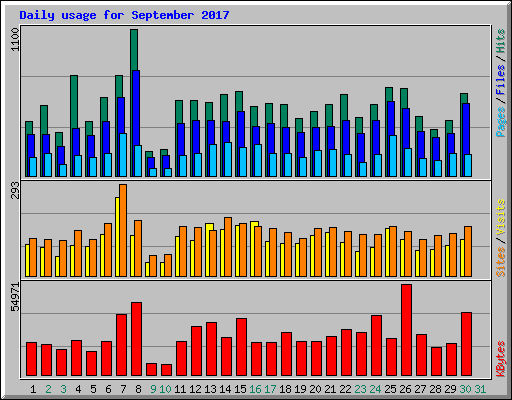 Daily usage for September 2017
1100
Pages / Files / Hits
293
Sites / Visits
54971
KBytes
1 2 3 4 5 6 7 8 9 10 11 12 13 14 15 16 17 18 19 20 21 22 23 24 25 26 27 28 29 30 31